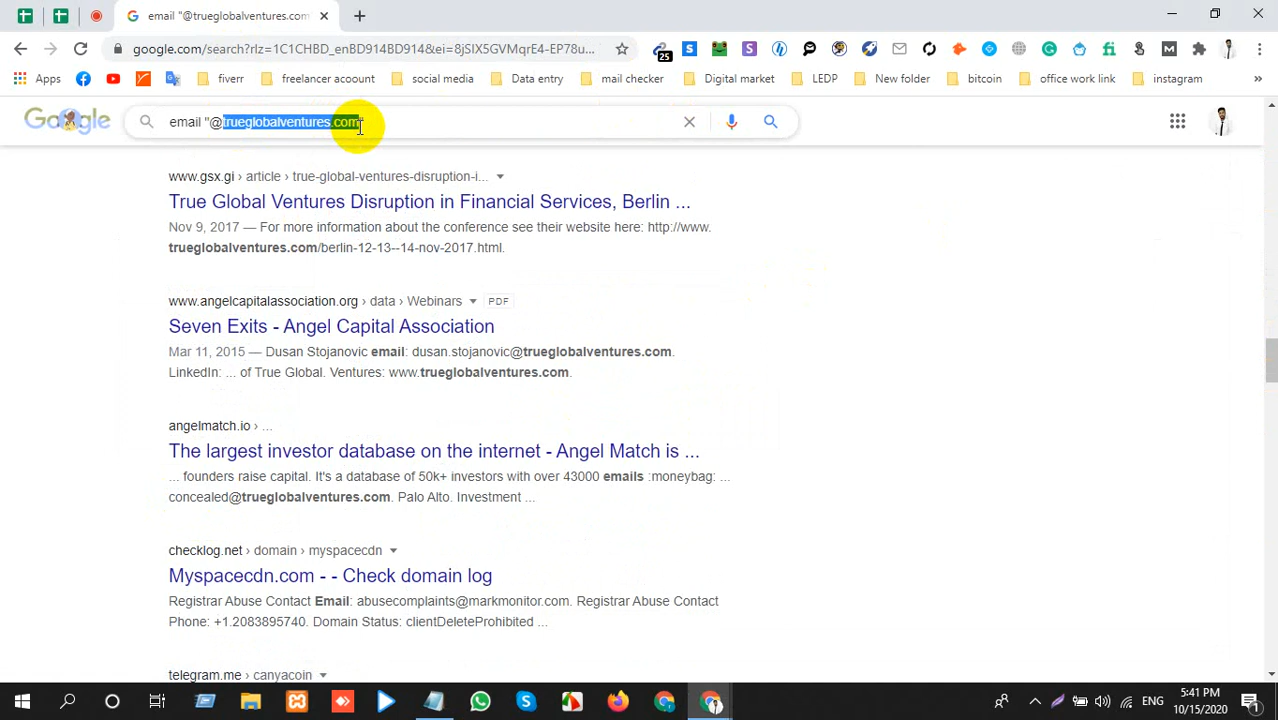 email "@trueglobalventures.com"
google.com/search?rlz=1C1CHBD_enBD914BD914&ei=8jSIX5GVMqrE4-EP78u...
25
Apps
fiverr
freelancer acoount
social media
Data entry
mail checker
Digital market
LEDP
New folder
bitcoin
office work link
instagram
»
Google
email "@trueglobalventures.com"
www.gsx.gi › article › true-global-ventures-disruption-i...
True Global Ventures Disruption in Financial Services, Berlin ...
Nov 9, 2017 — For more information about the conference see their website here: http://www.
trueglobalventures.com/berlin-12-13--14-nov-2017.html.
www.angelcapitalassociation.org › data › Webinars PDF
Seven Exits - Angel Capital Association
Mar 11, 2015 — Dusan Stojanovic email: dusan.stojanovic@trueglobalventures.com.
LinkedIn: ... of True Global. Ventures: www.trueglobalventures.com.
angelmatch.io › ...
The largest investor database on the internet - Angel Match is ...
... founders raise capital. It's a database of 50k+ investors with over 43000 emails :moneybag: ...
concealed@trueglobalventures.com. Palo Alto. Investment ...
checklog.net › domain › myspacecdn
Myspacecdn.com - - Check domain log
Registrar Abuse Contact Email: abusecomplaints@markmonitor.com. Registrar Abuse Contact
Phone: +1.2083895740. Domain Status: clientDeleteProhibited ...
telegram.me › canyacoin
ENG
5:41 PM
10/15/2020
1